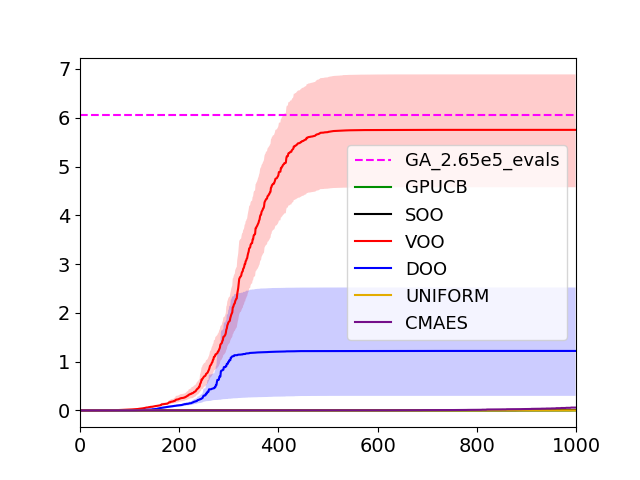 7
6
5
4
3
2
1
0
GA_2.65e5_evals
GPUCB
SOO
VOO
DOO
UNIFORM
CMAES
0 200 400 600 800 1000